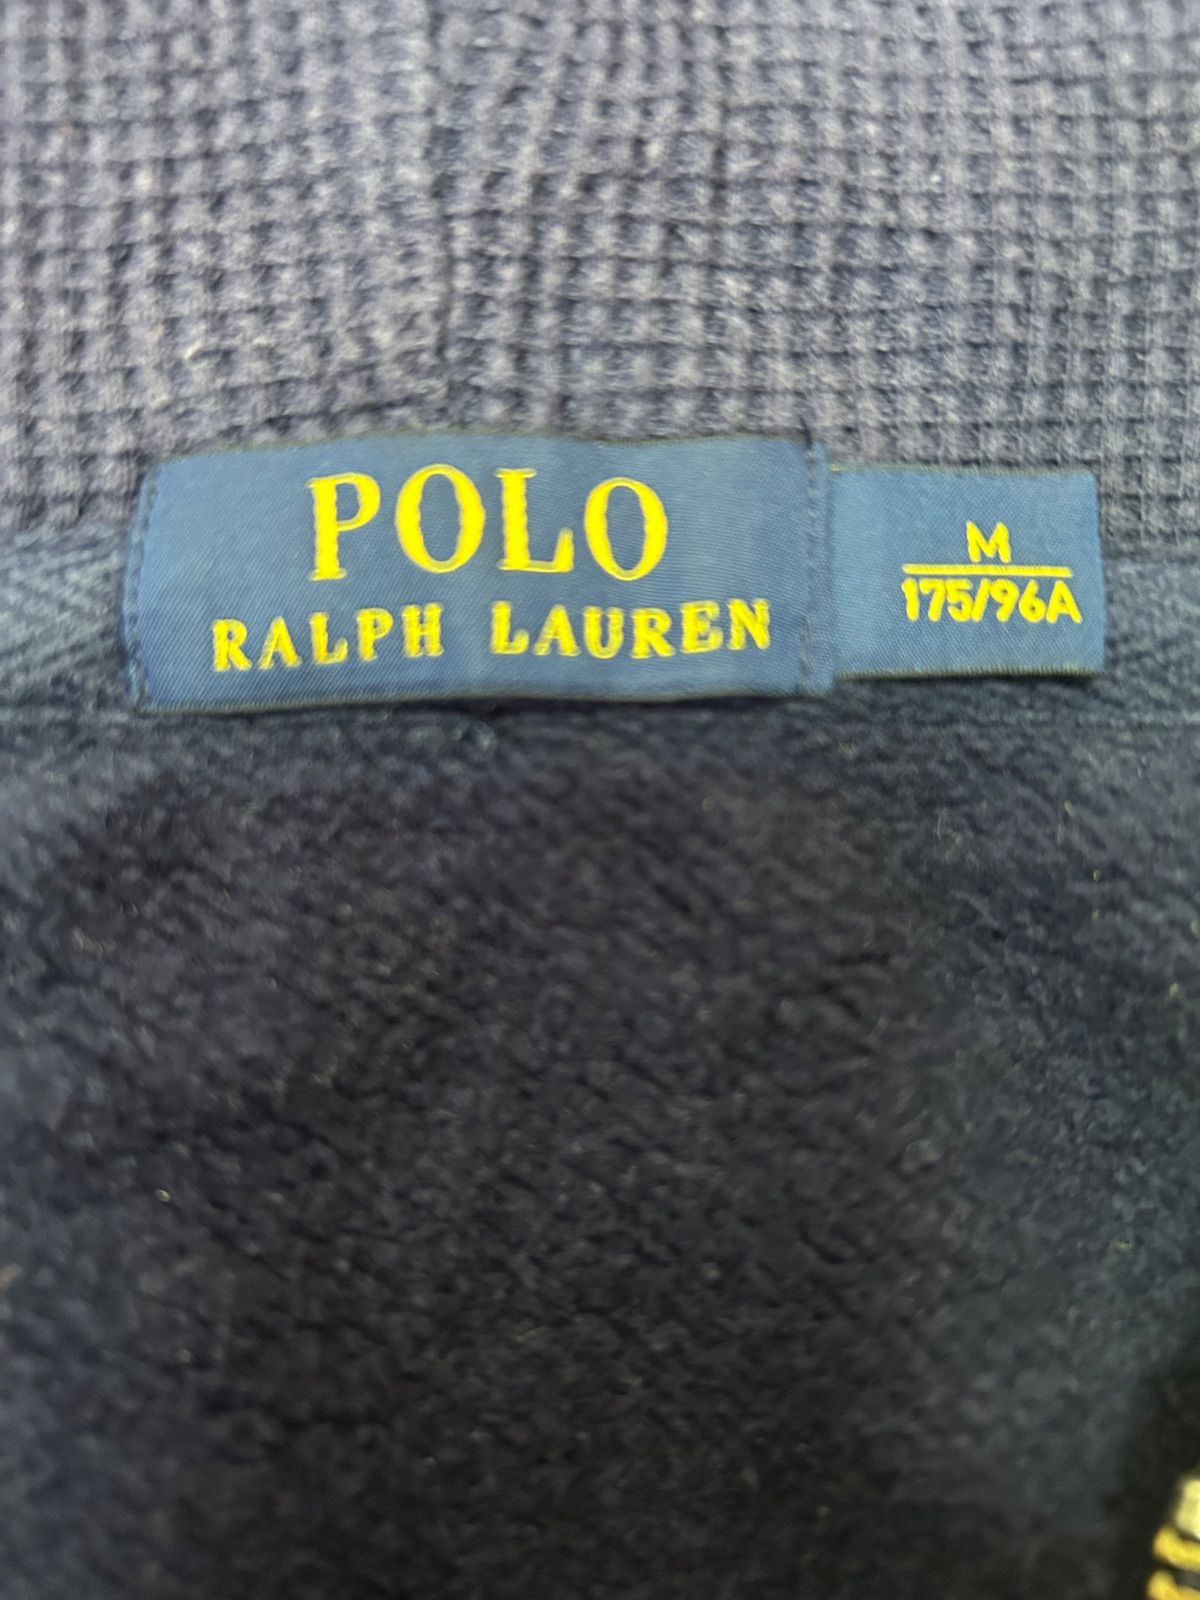 POLO
RALPH LAUREN
M
175/96A